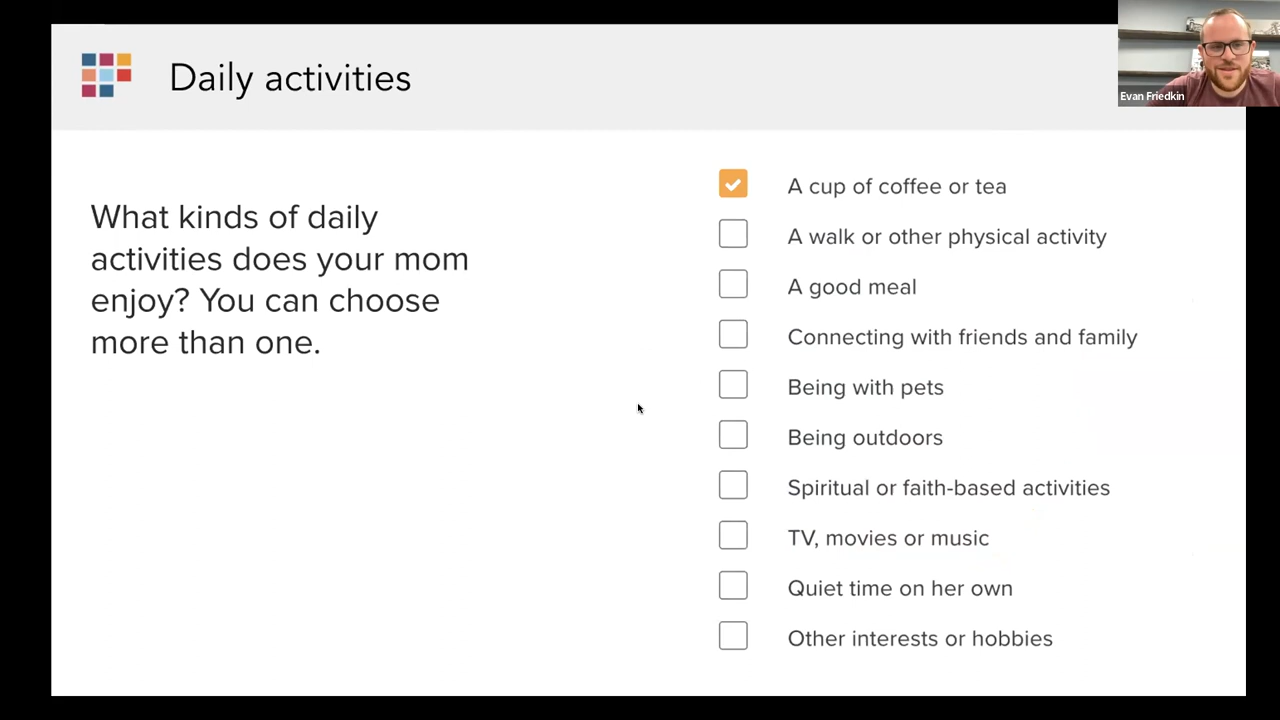 Daily activities
Evan Friedkin
What kinds of daily
activities does your mom
enjoy? You can choose
more than one.
A cup of coffee or tea
A walk or other physical activity
A good meal
Connecting with friends and family
Being with pets
Being outdoors
Spiritual or faith-based activities
TV, movies or music
Quiet time on her own
Other interests or hobbies